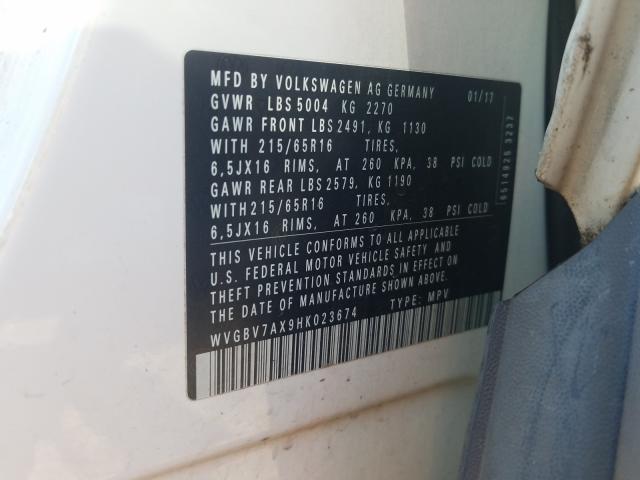 MFD BY VOLKSWAGEN AG GERMANY 01/17
GVWR LBS 5004 KG 2270
GAWR FRONT LBS 2491, KG 1130
WITH 215/65R16 TIRES,
6,5JX16 RIMS, AT 260 KPA, 38 PSI COLD
GAWR REAR LBS 2579, KG 1190
WITH 215/65R16 TIRES,
6,5JX16 RIMS, AT 260 KPA, 38 PSI COLD
THIS VEHICLE CONFORMS TO ALL APPLICABLE
U.S. FEDERAL MOTOR VEHICLE SAFETY AND
THEFT PREVENTION STANDARDS IN EFFECT ON
THE DATE OF MANUFACTURE SHOWN ABOVE.
WVGBV7AX9HK023674 TYPE: MPV
6514925 3232